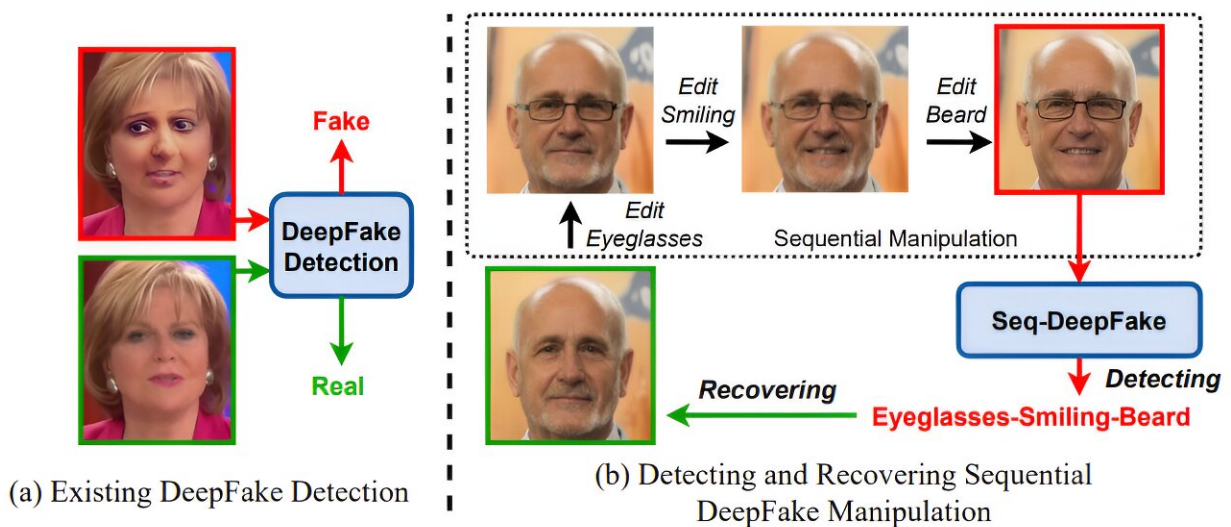 Fake
DeepFake
Detection
Real
(a) Existing DeepFake Detection
Edit
Smiling
Edit
Beard
Edit
Eyeglasses
Sequential Manipulation
Seq-DeepFake
Detecting
Recovering
Eyeglasses-Smiling-Beard
(b) Detecting and Recovering Sequential
DeepFake Manipulation